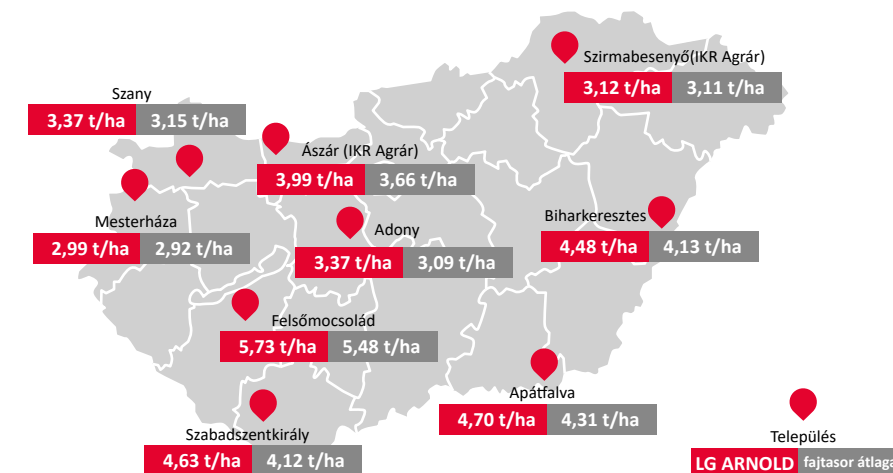 Szirmabesenyő(IKR Agrár)
3,12 t/ha 3,11 t/ha
Szany
3,37 t/ha 3,15 t/ha
Ászár (IKR Agrár)
3,99 t/ha 3,66 t/ha
Mesterháza
2,99 t/ha 2,92 t/ha
Adony
3,37 t/ha 3,09 t/ha
Biharkeresztes
4,48 t/ha 4,13 t/ha
Felsőmocsolád
5,73 t/ha 5,48 t/ha
Apátfalva
4,70 t/ha 4,31 t/ha
Szabadszentkirály
4,63 t/ha 4,12 t/ha
Település
LG ARNOLD fajtasor átlaga